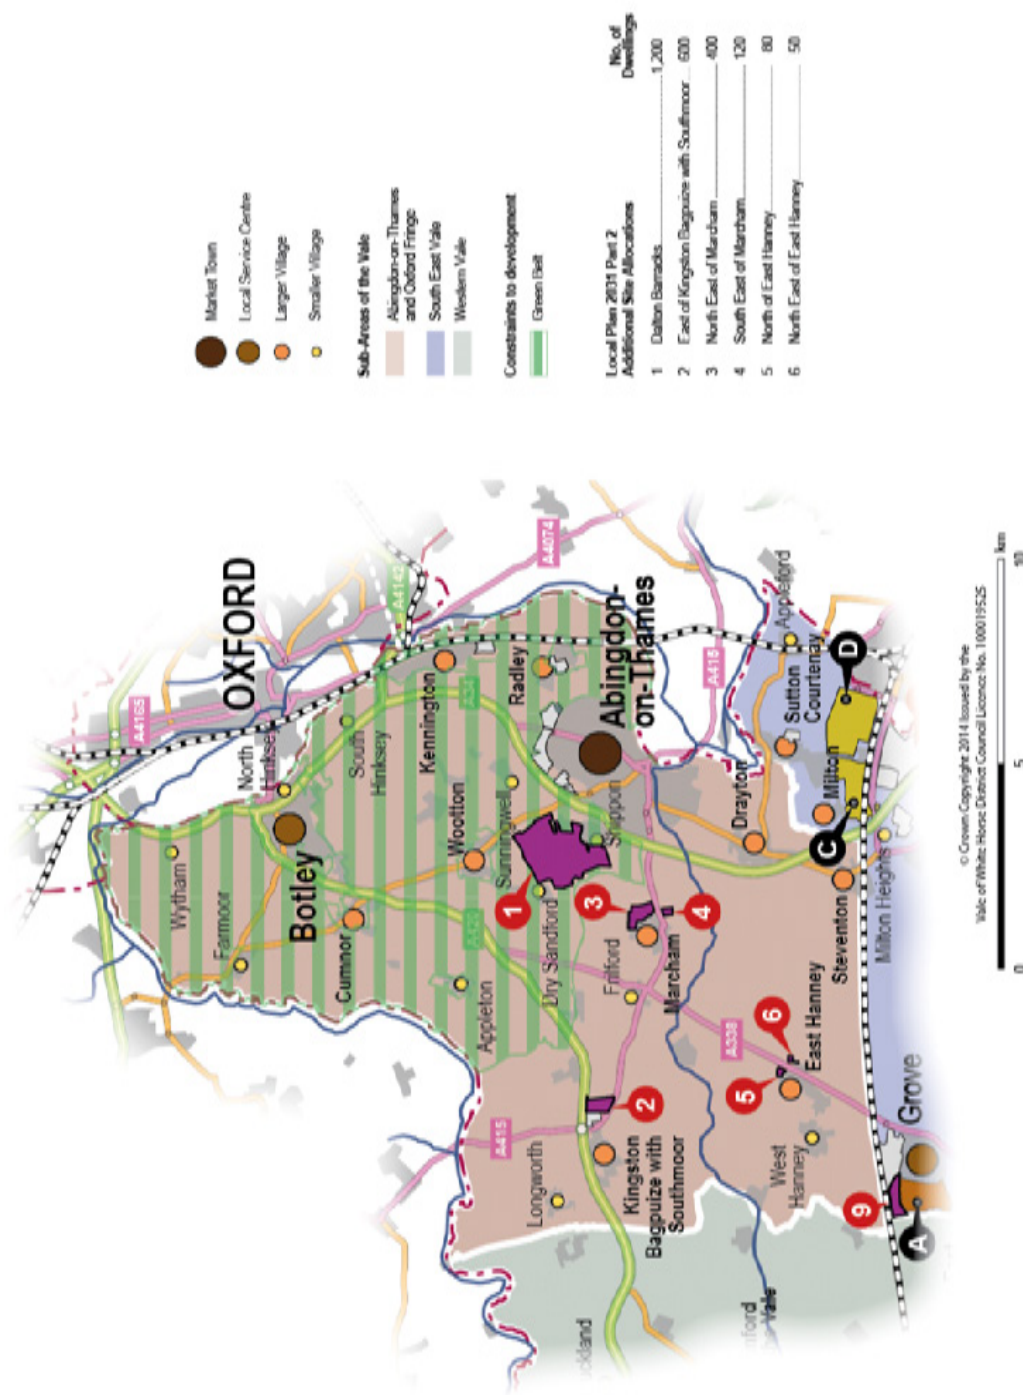 OXFORD
A4165
A4142
A4074
North
Hinksey
Wytham
Farmoor
Botley
Cumnor
South
Hinksey
Kennington
A34
Radley
Wootton
Sunningwell
Abingdon-
on-Thames
Shippon
A420
Appleton
Dry Sandford
1
3
4
Frilford
Marcham
A415
A415
Longworth
2
Kingston
Bagpuize with
Southmoor
A338
Drayton
Sutton
Courtenay
Appleford
Milton
D
C
Steventon
Milton Heights
5
6
East Hanney
West
Hanney
Grove
9
A
ckland
nford
Vale
Market Town
Local Service Centre
Larger Village
Smaller Village
Sub-Areas of the Vale
Abingdon-on-Thames
and Oxford Fringe
South East Vale
Western Vale
Constraints to development
Green Belt
Local Plan 2031 Part 2
Additional Site Allocations
No. of
Dwellings
1 Dalton Barracks 1,200
2 East of Kingston Bagpuize with Southmoor 600
3 North East of Marcham 400
4 South East of Marcham 120
5 North of East Hanney 80
6 North East of East Hanney 50
0 5 10
km
© Crown Copyright 2014 Issued by the
Vale of White Horse District Council Licence No. 100019525